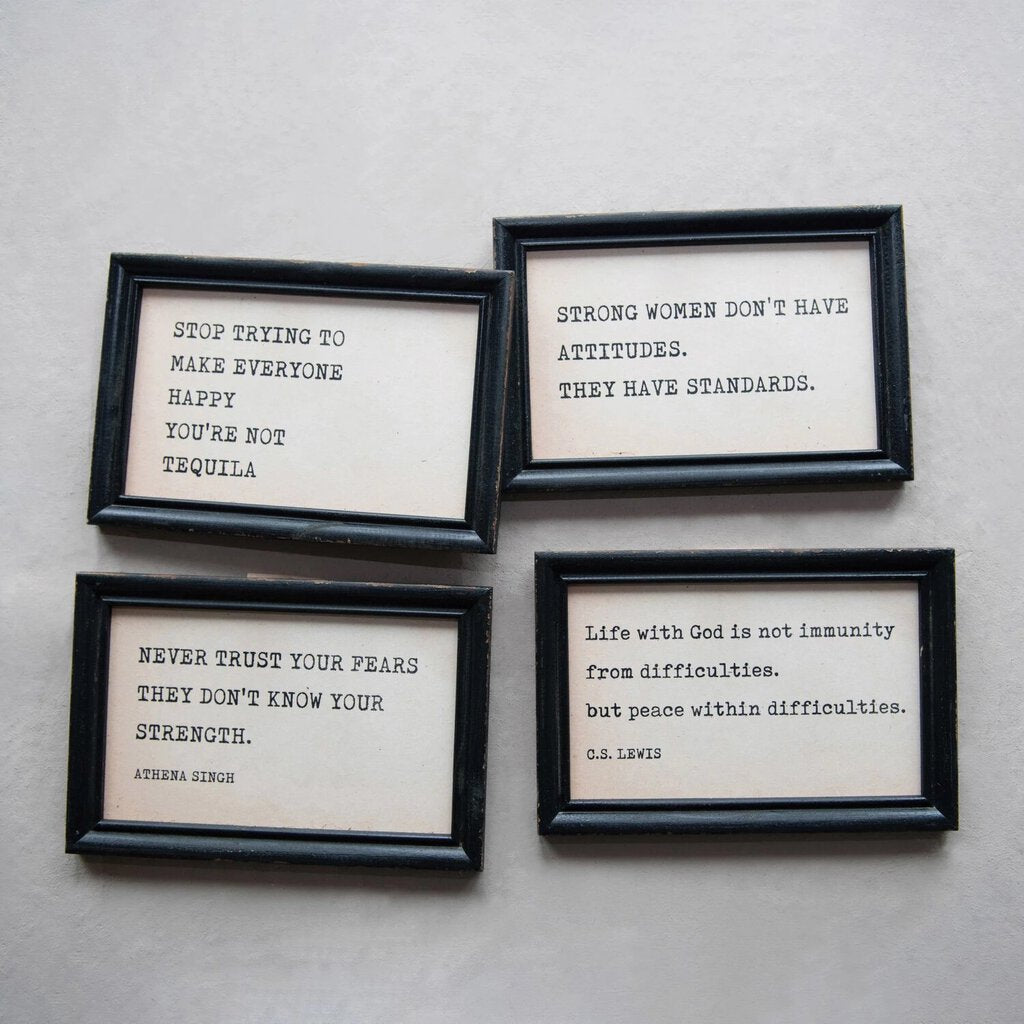 STOP TRYING TO
MAKE EVERYONE
HAPPY
YOU'RE NOT
TEQUILA
STRONG WOMEN DON'T HAVE
ATTITUDES.
THEY HAVE STANDARDS.
NEVER TRUST YOUR FEARS
THEY DON'T KNOW YOUR
STRENGTH.
ATHENA SINGH
Life with God is not immunity
from difficulties.
but peace within difficulties.
C.S. LEWIS